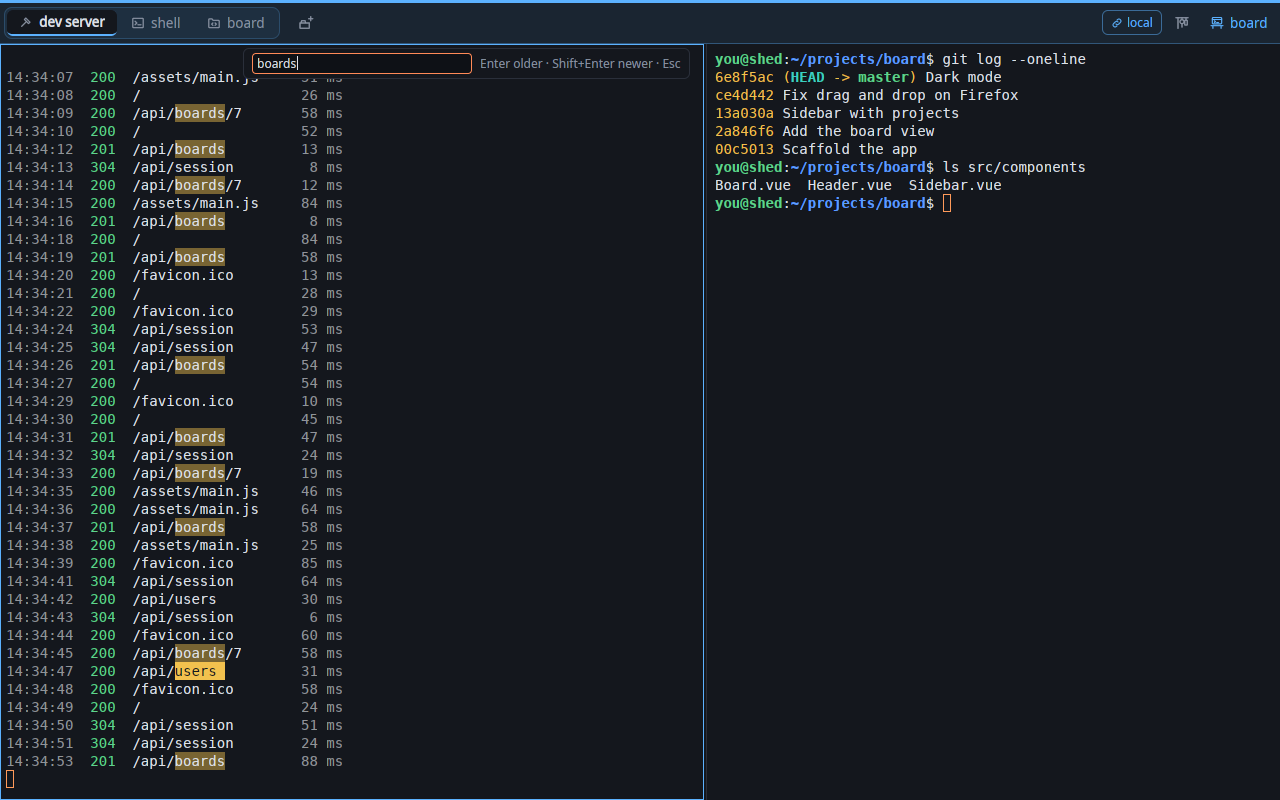 dev server shell board local board
boards Enter older · Shift+Enter newer · Esc
14:34:07 200 /assets/main.js 51 ms
14:34:08 200 / 26 ms
14:34:09 200 /api/boards/7 58 ms
14:34:10 200 / 52 ms
14:34:12 201 /api/boards 13 ms
14:34:13 304 /api/session 8 ms
14:34:14 200 /api/boards/7 12 ms
14:34:15 200 /assets/main.js 84 ms
14:34:16 201 /api/boards 8 ms
14:34:18 200 / 84 ms
14:34:19 201 /api/boards 58 ms
14:34:20 200 /favicon.ico 13 ms
14:34:21 200 / 28 ms
14:34:22 200 /favicon.ico 29 ms
14:34:24 304 /api/session 53 ms
14:34:25 304 /api/session 47 ms
14:34:26 201 /api/boards 54 ms
14:34:27 200 / 54 ms
14:34:29 200 /favicon.ico 10 ms
14:34:30 200 / 45 ms
14:34:31 201 /api/boards 47 ms
14:34:32 304 /api/session 24 ms
14:34:33 200 /api/boards/7 19 ms
14:34:35 200 /assets/main.js 46 ms
14:34:36 200 /assets/main.js 64 ms
14:34:37 201 /api/boards 58 ms
14:34:38 200 /assets/main.js 25 ms
14:34:39 200 /favicon.ico 85 ms
14:34:41 304 /api/session 64 ms
14:34:42 200 /api/users 30 ms
14:34:43 304 /api/session 6 ms
14:34:44 200 /favicon.ico 60 ms
14:34:45 200 /api/boards/7 58 ms
14:34:47 200 /api/users 31 ms
14:34:48 200 /favicon.ico 58 ms
14:34:49 200 / 24 ms
14:34:50 304 /api/session 51 ms
14:34:51 304 /api/session 24 ms
14:34:53 201 /api/boards 88 ms
you@shed:~/projects/board$ git log --oneline
6e8f5ac (HEAD -> master) Dark mode
ce4d442 Fix drag and drop on Firefox
13a030a Sidebar with projects
2a846f6 Add the board view
00c5013 Scaffold the app
you@shed:~/projects/board$ ls src/components
Board.vue Header.vue Sidebar.vue
you@shed:~/projects/board$